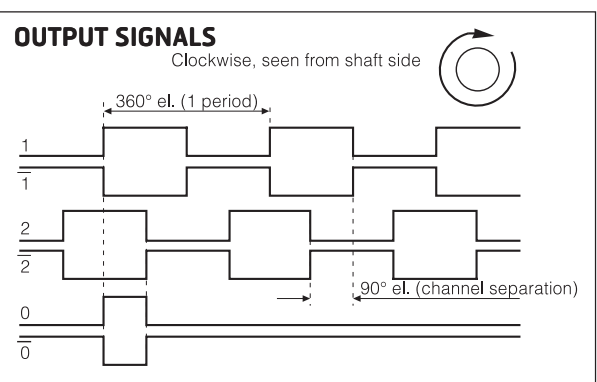 OUTPUT SIGNALS
Clockwise, seen from shaft side
360° el. (1 period)
1
1̅
2
2̅
90° el. (channel separation)
0
0̅